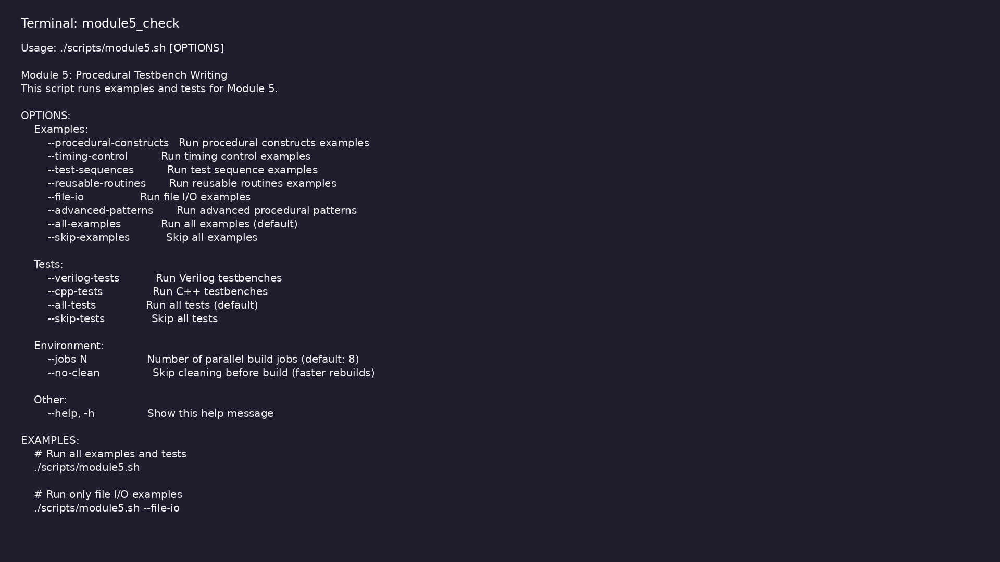 Terminal: module5_check
Usage: ./scripts/module5.sh [OPTIONS]
Module 5: Procedural Testbench Writing
This script runs examples and tests for Module 5.
OPTIONS:
Examples:
--procedural-constructs   Run procedural constructs examples
--timing-control          Run timing control examples
--test-sequences          Run test sequence examples
--reusable-routines       Run reusable routines examples
--file-io                 Run file I/O examples
--advanced-patterns       Run advanced procedural patterns
--all-examples            Run all examples (default)
--skip-examples           Skip all examples
Tests:
--verilog-tests           Run Verilog testbenches
--cpp-tests               Run C++ testbenches
--all-tests               Run all tests (default)
--skip-tests              Skip all tests
Environment:
--jobs N                  Number of parallel build jobs (default: 8)
--no-clean                Skip cleaning before build (faster rebuilds)
Other:
--help, -h                Show this help message
EXAMPLES:
# Run all examples and tests
./scripts/module5.sh
# Run only file I/O examples
./scripts/module5.sh --file-io